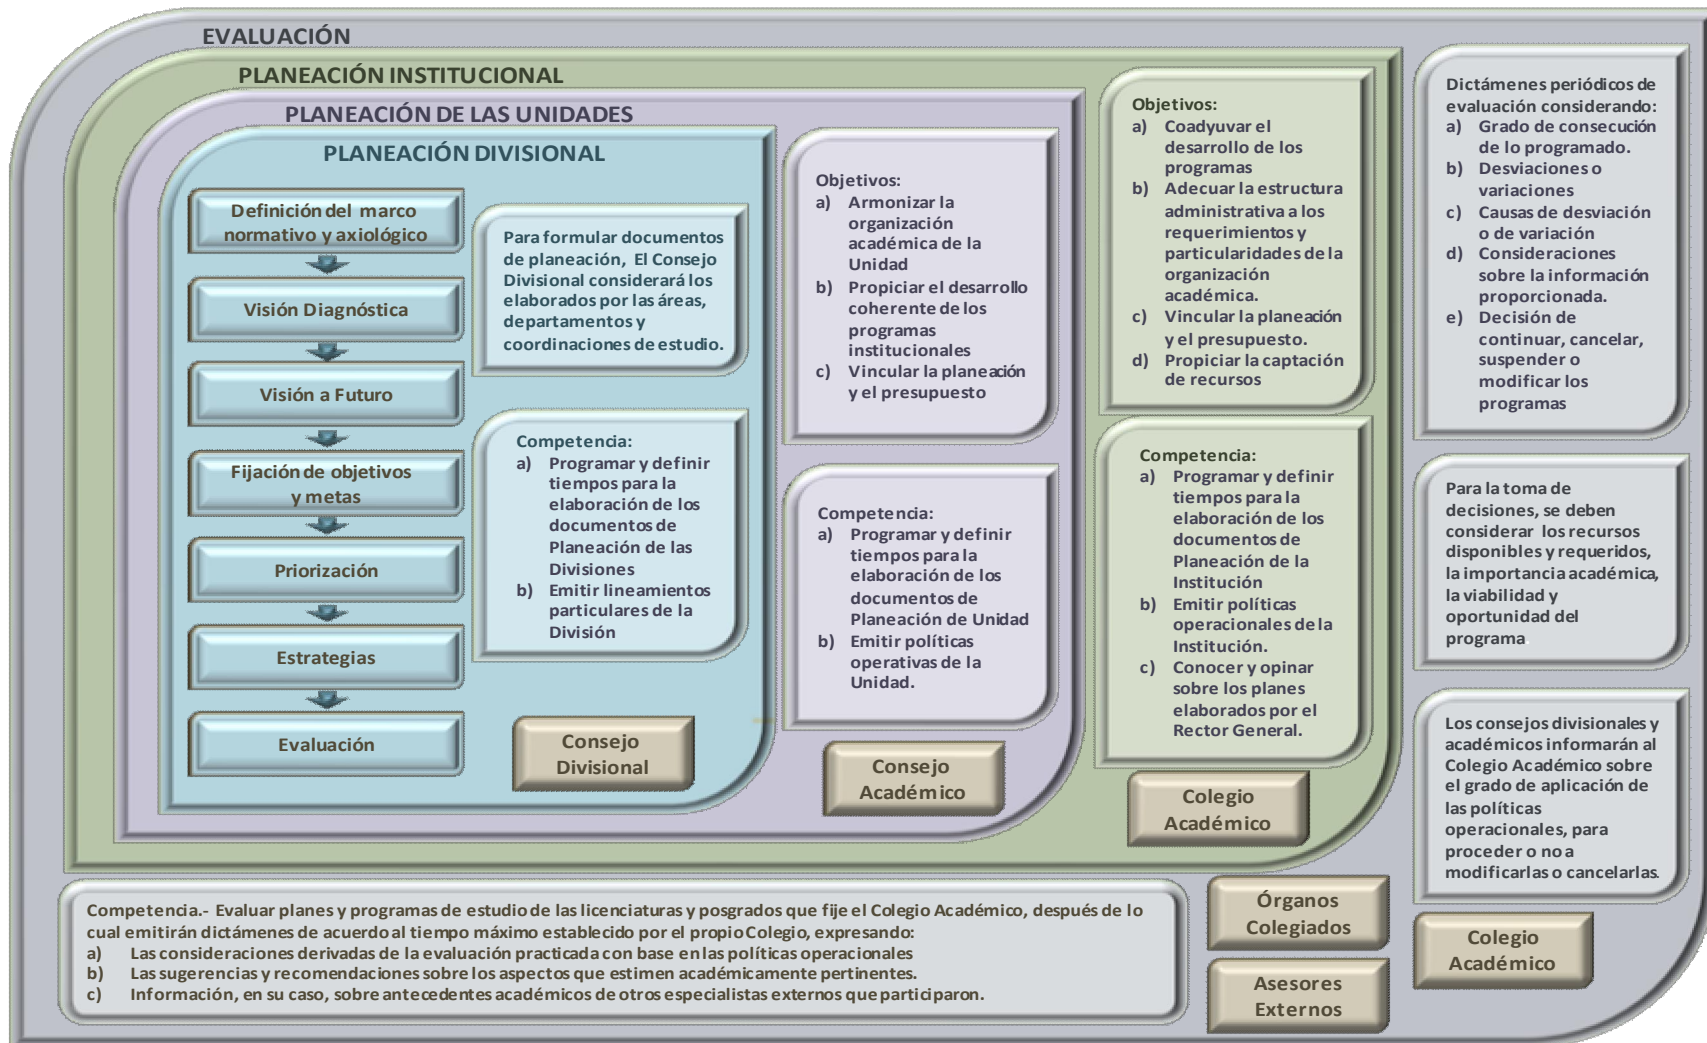 EVALUACIÓN
PLANEACIÓN INSTITUCIONAL
PLANEACIÓN DE LAS UNIDADES
PLANEACIÓN DIVISIONAL
Definición del marco
normativo y axiológico
Visión Diagnóstica
Visión a Futuro
Fijación de objetivos
y metas
Priorización
Estrategias
Evaluación
Para formular documentos
de planeación, El Consejo
Divisional considerará los
elaborados por las áreas,
departamentos y
coordinaciones de estudio.
Competencia:
a) Programar y definir
tiempos para la
elaboración de los
documentos de
Planeación de las
Divisiones
b) Emitir lineamientos
particulares de la
División
Consejo
Divisional
Objetivos:
a) Armonizar la
organización
académica de la
Unidad
b) Propiciar el desarrollo
coherente de los
programas
institucionales
c) Vincular la planeación
y el presupuesto
Competencia:
a) Programar y definir
tiempos para la
elaboración de los
documentos de
Planeación de Unidad
b) Emitir políticas
operativas de la
Unidad.
Consejo
Académico
Objetivos:
a) Coadyuvar el
desarrollo de los
programas
b) Adecuar la estructura
administrativa a los
requerimientos y
particularidades de la
organización
académica.
c) Vincular la planeación
y el presupuesto.
d) Propiciar la captación
de recursos
Competencia:
a) Programar y definir
tiempos para la
elaboración de los
documentos de
Planeación de la
Institución
b) Emitir políticas
operacionales de la
Institución.
c) Conocer y opinar
sobre los planes
elaborados por el
Rector General.
Colegio
Académico
Dictámenes periódicos de
evaluación considerando:
a) Grado de consecución
de lo programado.
b) Desviaciones o
variaciones
c) Causas de desviación
o de variación
d) Consideraciones
sobre la información
proporcionada.
e) Decisión de
continuar, cancelar,
suspender o
modificar los
programas
Para la toma de
decisiones, se deben
considerar los recursos
disponibles y requeridos,
la importancia académica,
la viabilidad y
oportunidad del
programa.
Los consejos divisionales y
académicos informarán al
Colegio Académico sobre
el grado de aplicación de
las políticas
operacionales, para
proceder o no a
modificarlas o cancelarlas.
Colegio
Académico
Competencia.- Evaluar planes y programas de estudio de las licenciaturas y posgrados que fije el Colegio Académico, después de lo
cual emitirán dictámenes de acuerdo al tiempo máximo establecido por el propio Colegio, expresando:
a) Las consideraciones derivadas de la evaluación practicada con base en las políticas operacionales
b) Las sugerencias y recomendaciones sobre los aspectos que estimen académicamente pertinentes.
c) Información, en su caso, sobre antecedentes académicos de otros especialistas externos que participaron.
Órganos
Colegiados
Asesores
Externos